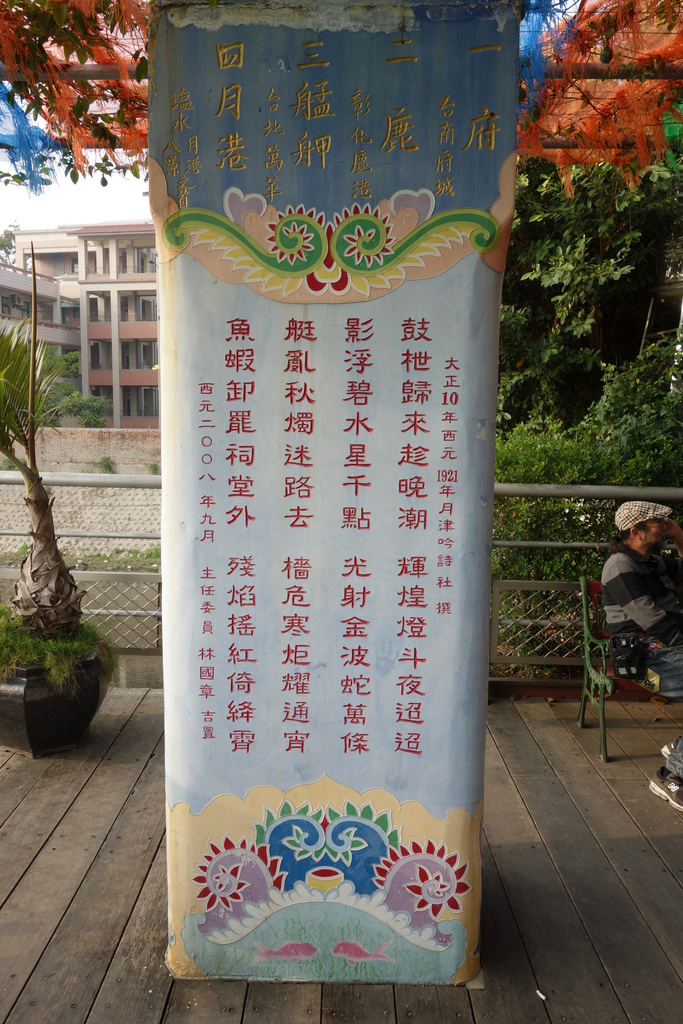 一府
台南府城
二鹿
彰化鹿港
三艋舺
台北萬華
四月港
鹽水月港
大正10年西元1921年月津吟詩社 撰
鼓枻歸來趁晚潮 輝煌燈斗夜迢迢
影浮碧水星千點 光射金波蛇萬條
艇亂秋燭迷路去 檣危寒炬耀通宵
魚蝦卸罷祠堂外 殘焰搖紅倚絳霄
西元二〇〇八年九月 主任委員 林國章 吉置